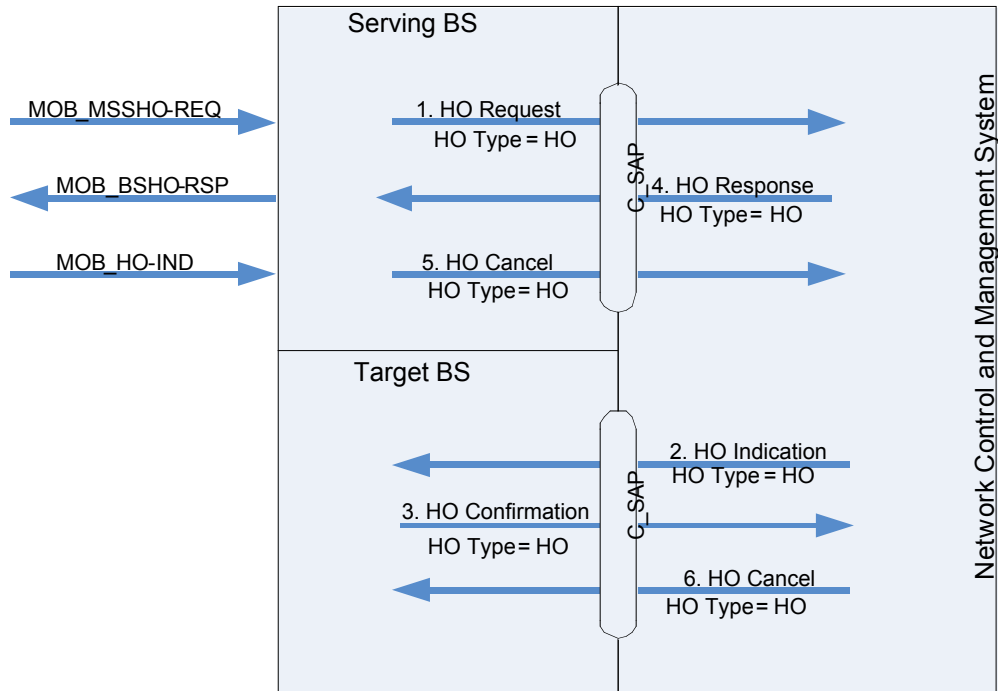 Serving BS
MOB_MSSHO-REQ
1. HO Request
HO Type = HO
MOB_BSHO-RSP
C_SAP
4. HO Response
HO Type = HO
MOB_HO-IND
5. HO Cancel
HO Type = HO
Network Control and Management System
Target BS
2. HO Indication
HO Type = HO
C_SAP
3. HO Confirmation
HO Type = HO
6. HO Cancel
HO Type = HO